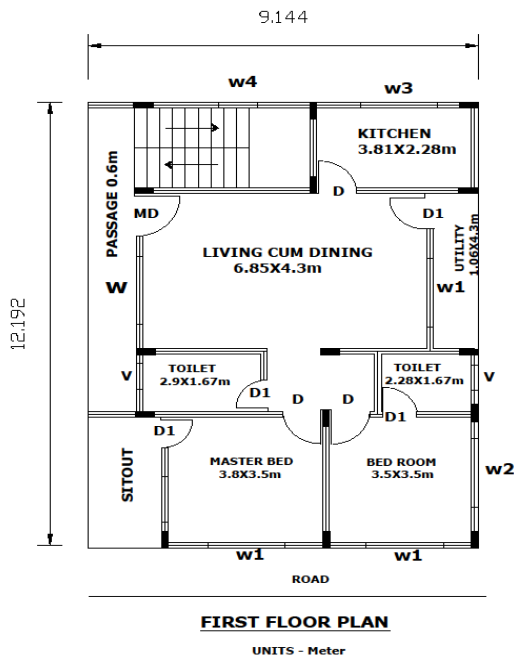 9.144
w4
w3
KITCHEN
3.81X2.28m
PASSAGE 0.6m
D
MD
D1
LIVING CUM DINING
6.85X4.3m
UTILITY
1.06X4.3m
W
w1
12.192
V
TOILET
2.9X1.67m
TOILET
2.28X1.67m
V
D1
D
D
D1
D1
SITOUT
MASTER BED
3.8X3.5m
BED ROOM
3.5X3.5m
w2
w1
w1
ROAD
FIRST FLOOR PLAN
UNITS - Meter